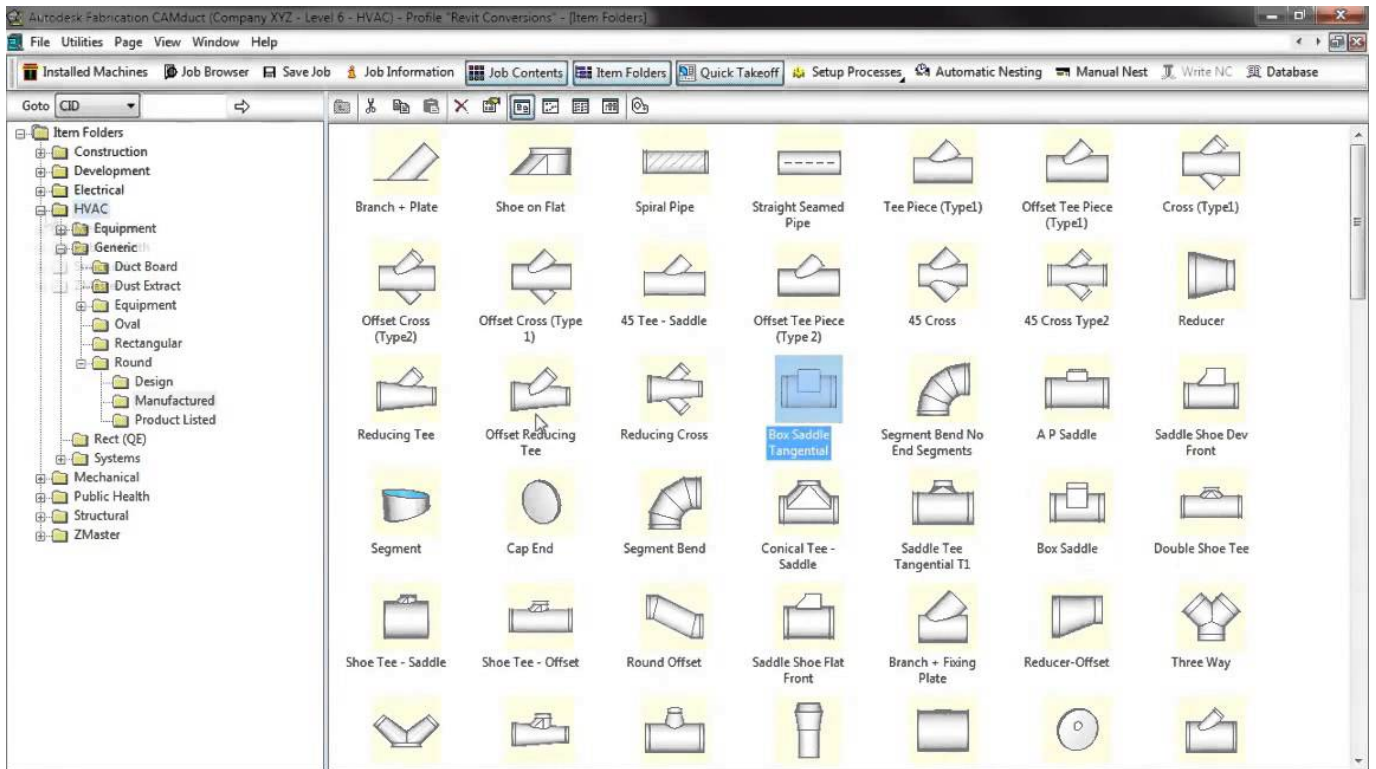 Autodesk Fabrication CAMduct (Company XYZ - Level 6 - HVAC) - Profile "Revit Conversions" - [Item Folders]
File Utilities Page View Window Help
Installed Machines Job Browser Save Job Job Information Job Contents Item Folders Quick Takeoff Setup Processes Automatic Nesting Manual Nest Write NC Database
Goto CID
Item Folders
Construction
Development
Electrical
HVAC
Equipment
Generic
Duct Board
Dust Extract
Equipment
Oval
Rectangular
Round
Design
Manufactured
Product Listed
Rect (QE)
Systems
Mechanical
Public Health
Structural
ZMaster
Branch + Plate
Shoe on Flat
Spiral Pipe
Straight Seamed
Pipe
Tee Piece (Type1)
Offset Tee Piece
(Type1)
Cross (Type1)
Offset Cross
(Type2)
Offset Cross (Type
1)
45 Tee - Saddle
Offset Tee Piece
(Type 2)
45 Cross
45 Cross Type2
Reducer
Reducing Tee
Offset Reducing
Tee
Reducing Cross
Box Saddle
Tangential
Segment Bend No
End Segments
A P Saddle
Saddle Shoe Dev
Front
Segment
Cap End
Segment Bend
Conical Tee -
Saddle
Saddle Tee
Tangential T1
Box Saddle
Double Shoe Tee
Shoe Tee - Saddle
Shoe Tee - Offset
Round Offset
Saddle Shoe Flat
Front
Branch + Fixing
Plate
Reducer-Offset
Three Way